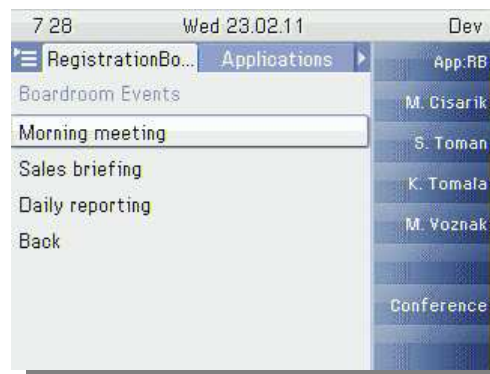 7 28 Wed 23.02.11 Dev
RegistrationBo... Applications
Boardroom Events
Morning meeting
Sales briefing
Daily reporting
Back
App:RB
M. Cisarik
S. Toman
K. Tomala
M. Voznak
Conference